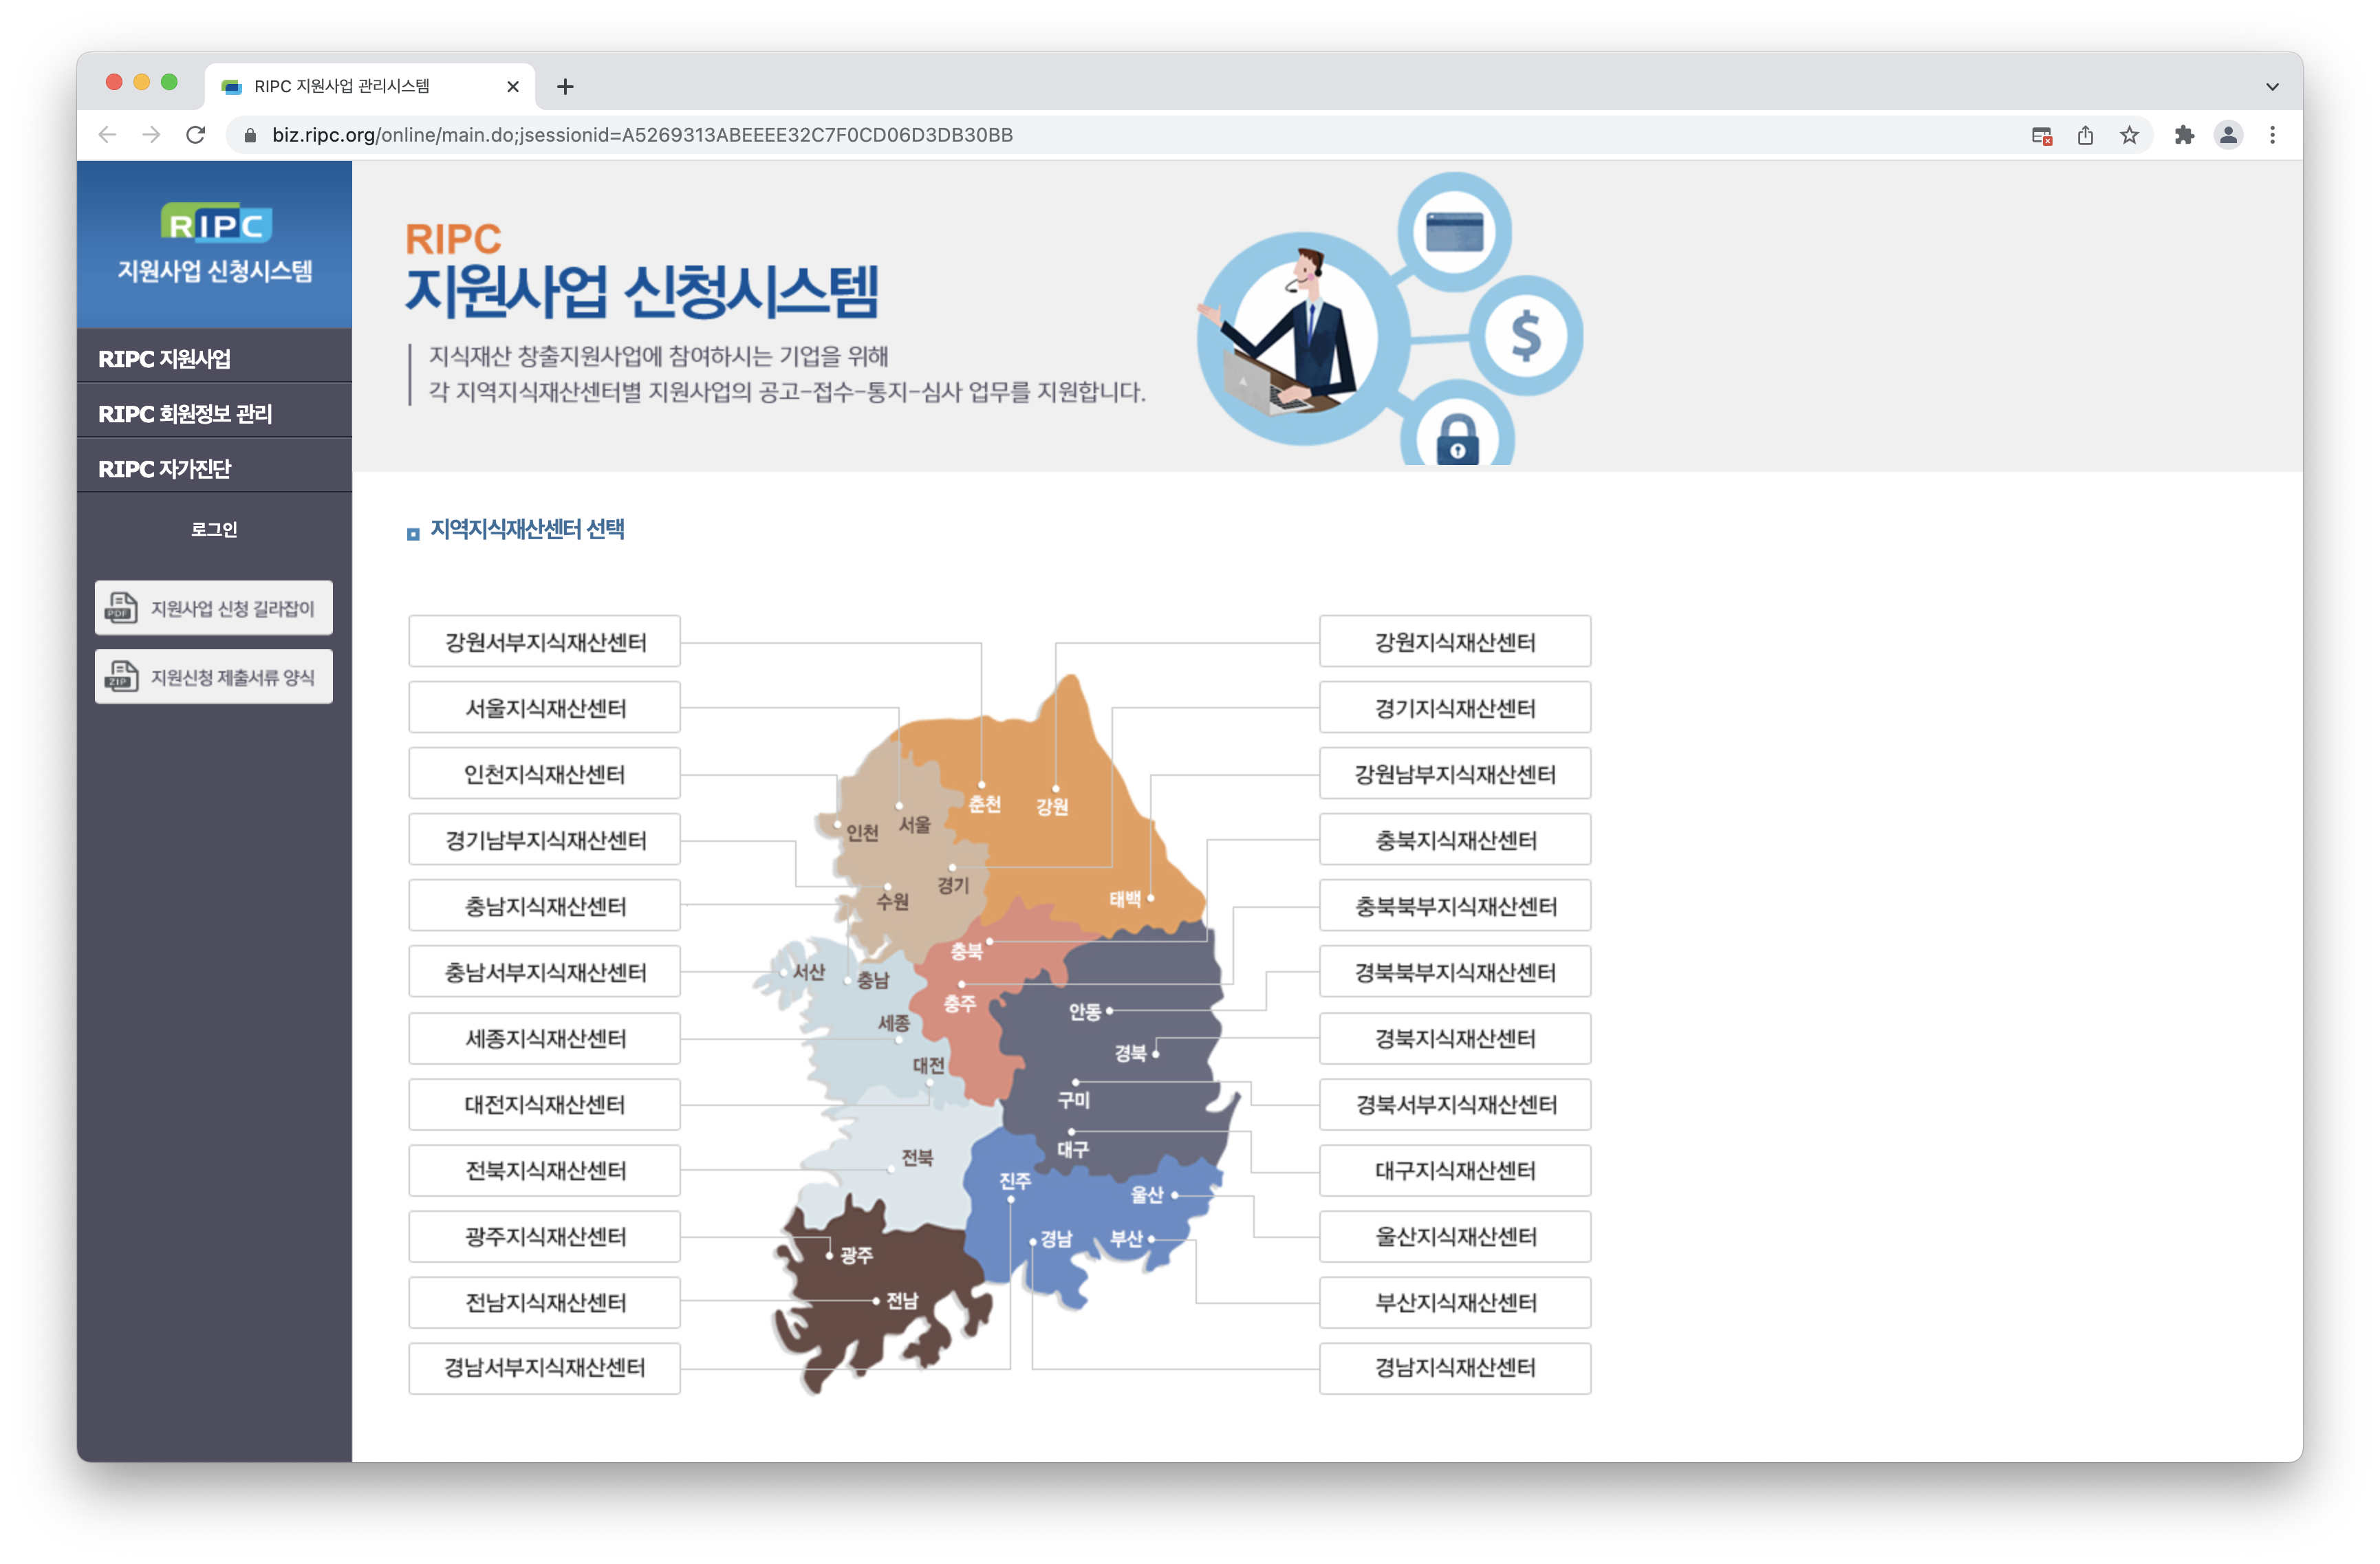 RIPC 지원사업 관리시스템
biz.ripc.org/online/main.do;jsessionid=A5269313ABEEEE32C7F0CD06D3DB30BB
RIPC
지원사업 신청시스템
RIPC 지원사업
RIPC 회원정보 관리
RIPC 자가진단
로그인
PDF
지원사업 신청 길라잡이
ZIP
지원신청 제출서류 양식
RIPC
지원사업 신청시스템
지식재산 창출지원사업에 참여하시는 기업을 위해
각 지역지식재산센터별 지원사업의 공고-접수-통지-심사 업무를 지원합니다.
$
지역지식재산센터 선택
강원서부지식재산센터
서울지식재산센터
인천지식재산센터
경기남부지식재산센터
충남지식재산센터
충남서부지식재산센터
세종지식재산센터
대전지식재산센터
전북지식재산센터
광주지식재산센터
전남지식재산센터
경남서부지식재산센터
춘천
강원
인천
서울
경기
수원
태백
충북
서산
충남
충주
안동
세종
경북
대전
구미
대구
전북
진주
울산
경남
부산
광주
전남
강원지식재산센터
경기지식재산센터
강원남부지식재산센터
충북지식재산센터
충북북부지식재산센터
경북북부지식재산센터
경북지식재산센터
경북서부지식재산센터
대구지식재산센터
울산지식재산센터
부산지식재산센터
경남지식재산센터